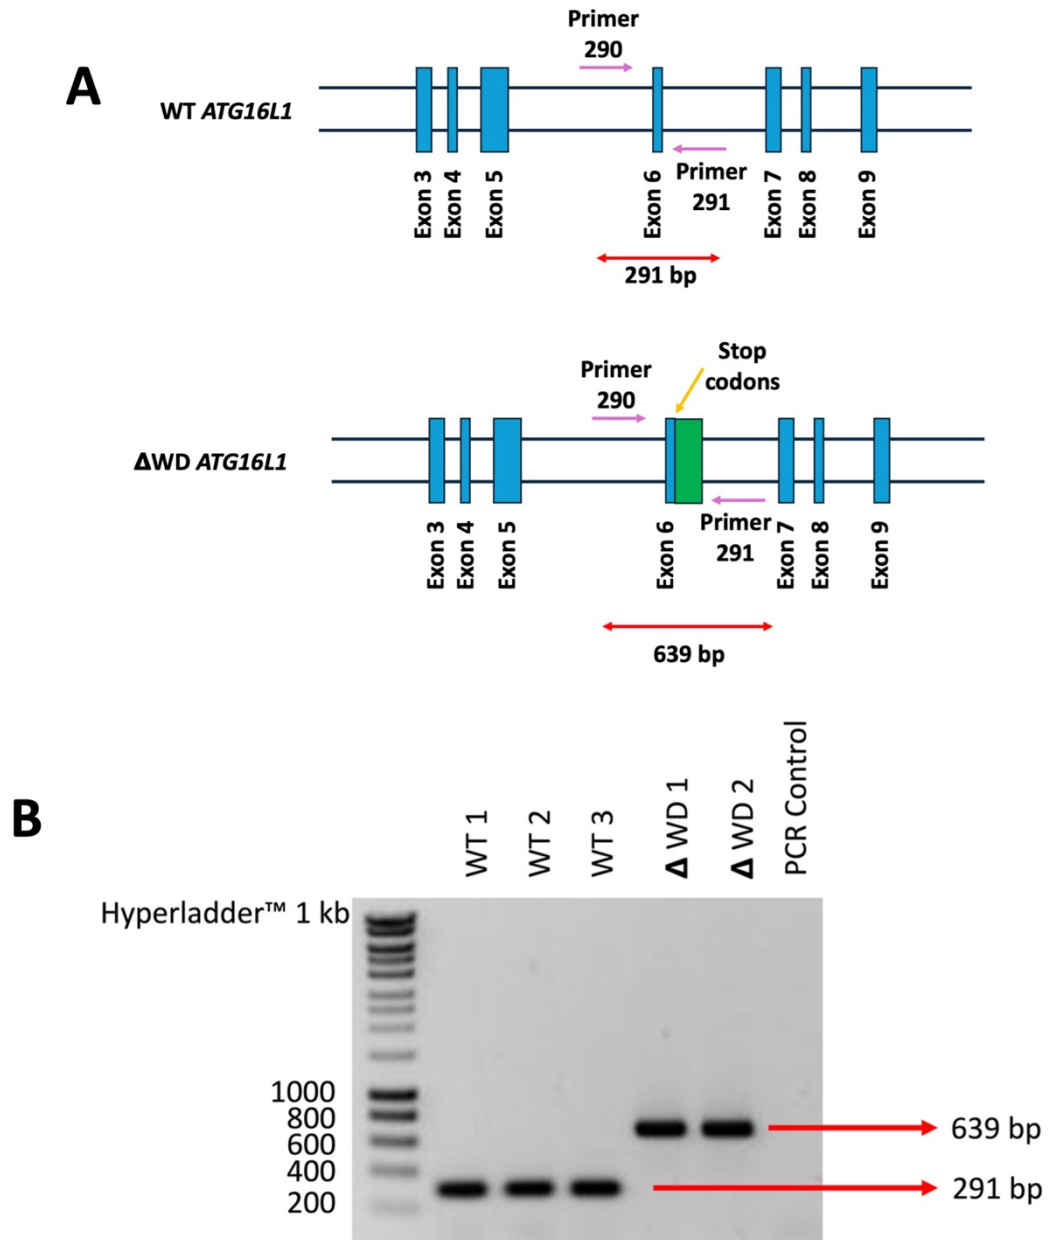 A
Primer
290
WT ATG16L1
Exon 3
Exon 4
Exon 5
Exon 6
Primer
291
Exon 7
Exon 8
Exon 9
291 bp
Stop
codons
Primer
290
ΔWD ATG16L1
Exon 3
Exon 4
Exon 5
Exon 6
Primer
291
Exon 7
Exon 8
Exon 9
639 bp
B
WT 1
WT 2
WT 3
Δ WD 1
Δ WD 2
PCR Control
Hyperladder™ 1 kb
1000
800
600
400
200
639 bp
291 bp